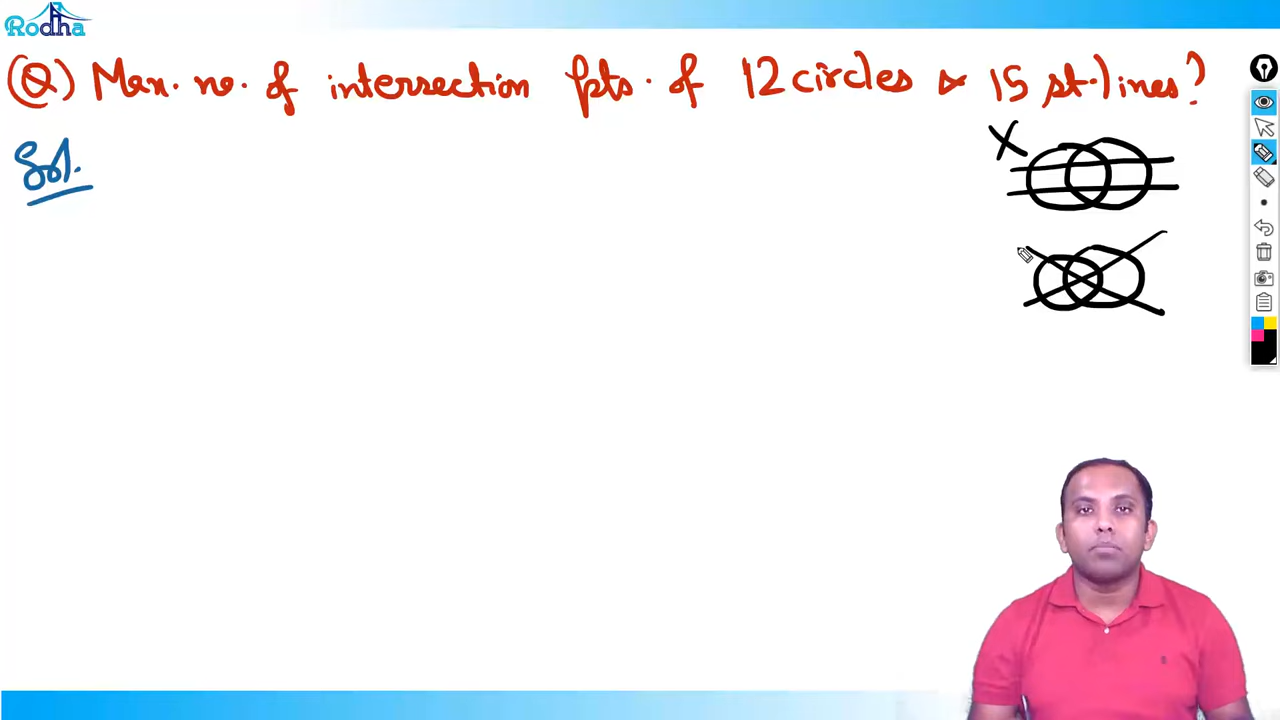 Rodha
(Q) Max. no. of intersection pts. of 12 circles & 15 st. lines?
Sol.
X